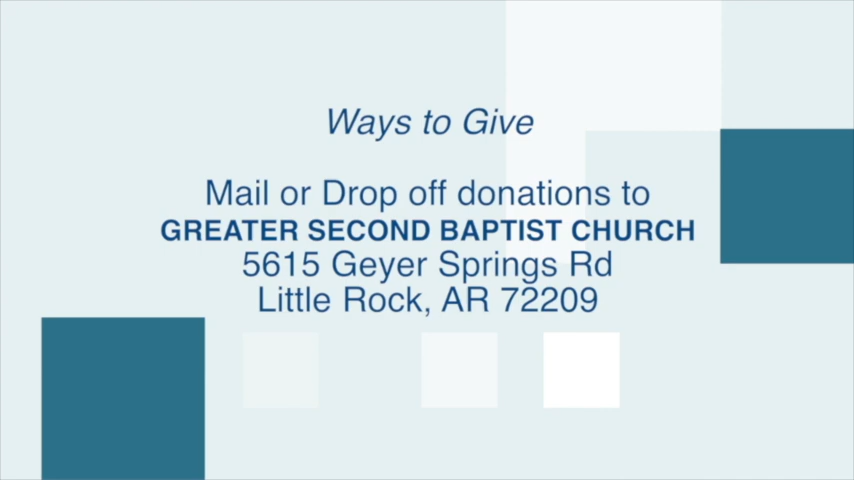 Ways to Give
Mail or Drop off donations to
GREATER SECOND BAPTIST CHURCH
5615 Geyer Springs Rd
Little Rock, AR 72209